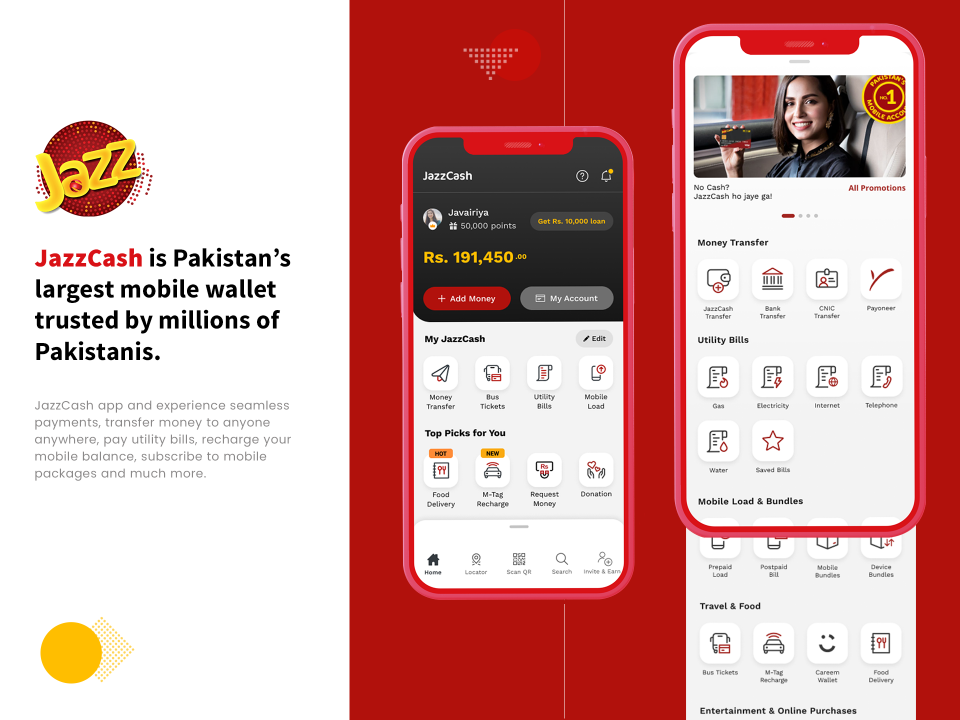 Jazz
JazzCash is Pakistan’s
largest mobile wallet
trusted by millions of
Pakistanis.
JazzCash app and experience seamless
payments, transfer money to anyone
anywhere, pay utility bills, recharge your
mobile balance, subscribe to mobile
packages and much more.
JazzCash
Javairiya
50,000 points
Get Rs. 10,000 loan
Rs. 191,450.00
+ Add Money
My Account
My JazzCash
Edit
Money
Transfer
Bus
Tickets
Utility
Bills
Mobile
Load
Top Picks for You
HOT
NEW
Food
Delivery
M-Tag
Recharge
Rs
Request
Money
Donation
Home
Locator
Scan QR
Search
Invite & Earn
PAKISTAN'S
NO.1
MOBILE ACCOU
No Cash?
JazzCash ho jaye ga!
All Promotions
Money Transfer
JazzCash
Transfer
Bank
Transfer
CNIC
Transfer
Payoneer
Utility Bills
Gas
Electricity
Internet
Telephone
Water
Saved Bills
Mobile Load & Bundles
Prepaid
Load
Postpaid
Bill
Mobile
Bundles
Device
Bundles
Travel & Food
Bus Tickets
M-Tag
Recharge
Careem
Wallet
Food
Delivery
Entertainment & Online Purchases